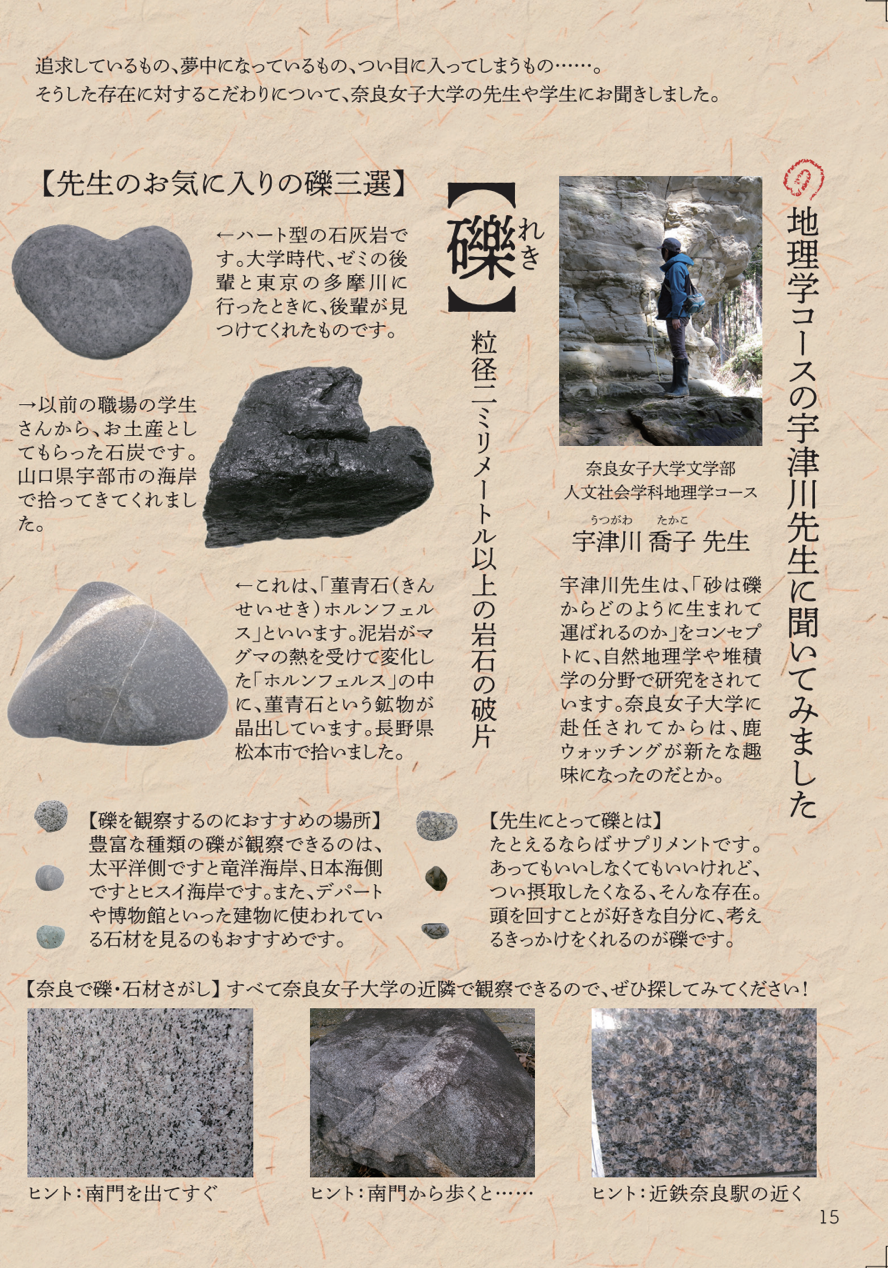 追求しているもの、夢中になっているもの、つい目に入ってしまうもの……。
そうした存在に対するこだわりについて、奈良女子大学の先生や学生にお聞きしました。
の
地理学コースの宇津川先生に聞いてみました
奈良女子大学文学部
人文社会学科地理学コース
うつがわ たかこ
宇津川 喬子 先生
宇津川先生は、「砂は礫
からどのように生まれて
運ばれるのか」をコンセプ
トに、自然地理学や堆積
学の分野で研究をされて
います。奈良女子大学に
赴任されてからは、鹿
ウォッチングが新たな趣
味になったのだとか。
【礫】
れき
粒径二ミリメートル以上の岩石の破片
【先生のお気に入りの礫三選】
←ハート型の石灰岩で
す。大学時代、ゼミの後
輩と東京の多摩川に
行ったときに、後輩が見
つけてくれたものです。
→以前の職場の学生
さんから、お土産とし
てもらった石炭です。
山口県宇部市の海岸
で拾ってきてくれまし
た。
←これは、「菫青石(きん
せいせき)ホルンフェル
ス」といいます。泥岩がマ
グマの熱を受けて変化し
た「ホルンフェルス」の中
に、菫青石という鉱物が
晶出しています。長野県
松本市で拾いました。
【先生にとって礫とは】
たとえるならばサプリメントです。
あってもいいしなくてもいいけれど、
つい摂取したくなる、そんな存在。
頭を回すことが好きな自分に、考え
るきっかけをくれるのが礫です。
【礫を観察するのにおすすめの場所】
豊富な種類の礫が観察できるのは、
太平洋側ですと竜洋海岸、日本海側
ですとヒスイ海岸です。また、デパート
や博物館といった建物に使われてい
る石材を見るのもおすすめです。
【奈良で礫・石材さがし】すべて奈良女子大学の近隣で観察できるので、ぜひ探してみてください！
ヒント：南門を出てすぐ
ヒント：南門から歩くと……
ヒント：近鉄奈良駅の近く
15